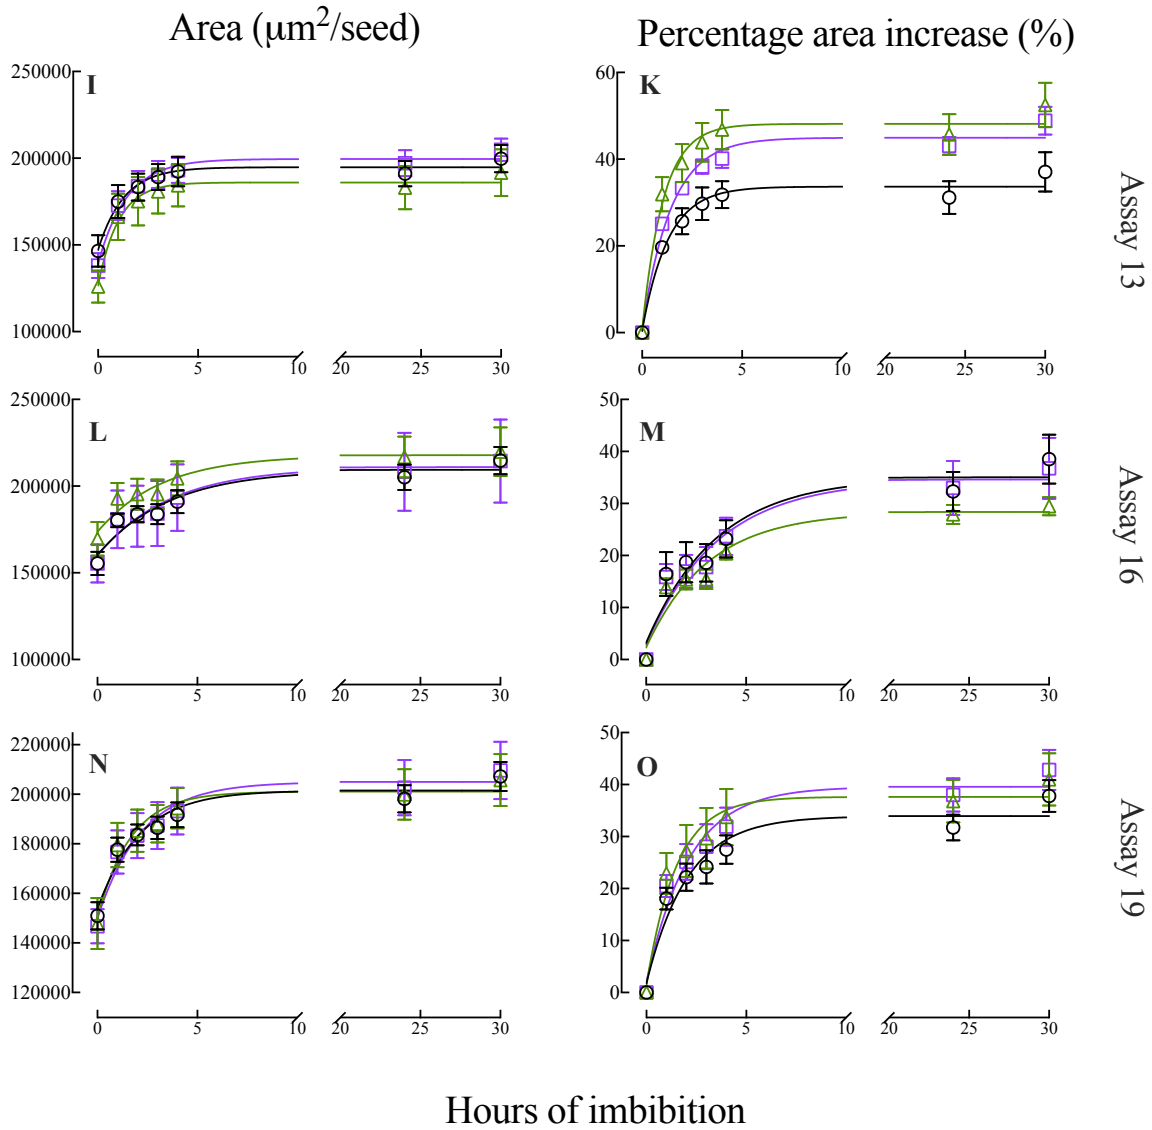 Area (μm²/seed)
Percentage area increase (%)
I
250000
200000
150000
100000
0 5 10 20 25 30
K
60
40
20
0
0 5 10 20 25 30
Assay 13
L
250000
200000
150000
100000
0 5 10 20 25 30
M
50
40
30
20
10
0
0 5 10 20 25 30
Assay 16
N
220000
200000
180000
160000
140000
120000
0 5 10 20 25 30
O
50
40
30
20
10
0
0 5 10 20 25 30
Assay 19
Hours of imbibition